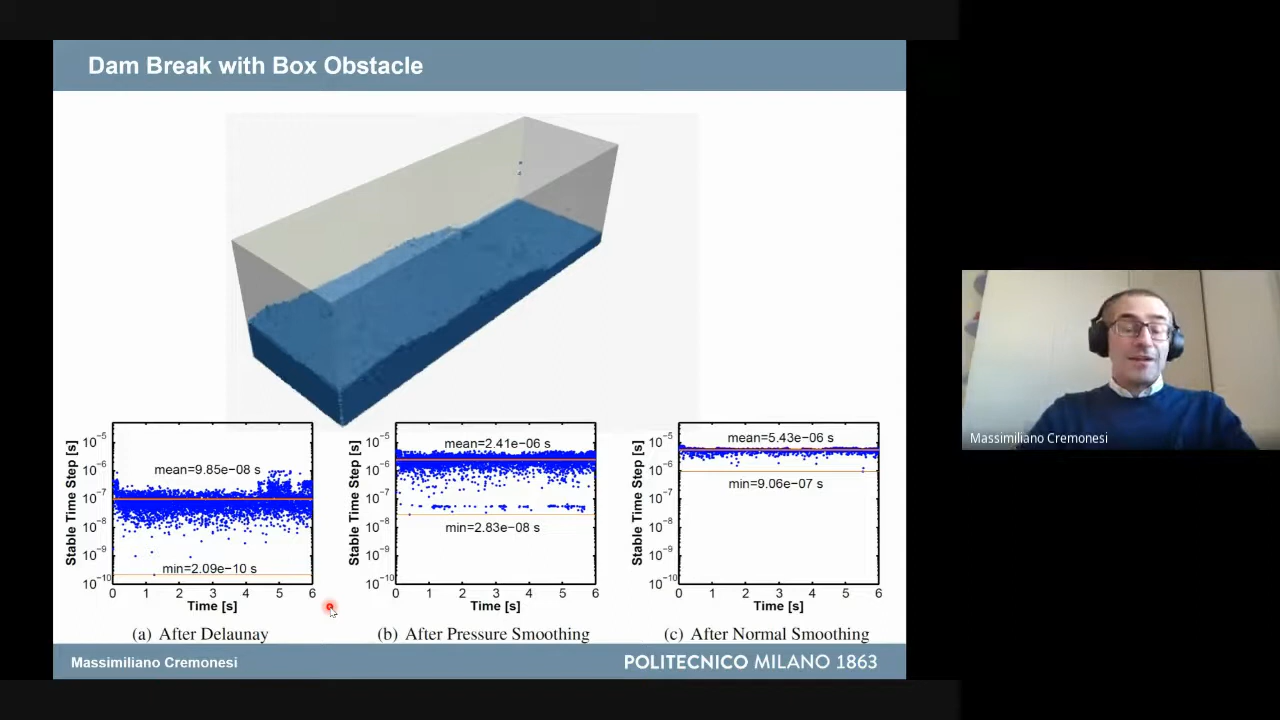 Dam Break with Box Obstacle
Stable Time Step [s]
10−5
10−6
10−7
10−8
10−9
10−10
mean=9.85e−08 s
min=2.09e−10 s
0 1 2 3 4 5 6
Time [s]
(a) After Delaunay
Stable Time Step [s]
10−5
10−6
10−7
10−8
10−9
10−10
mean=2.41e−06 s
min=2.83e−08 s
0 1 2 3 4 5 6
Time [s]
(b) After Pressure Smoothing
Stable Time Step [s]
10−5
10−6
10−7
10−8
10−9
10−10
mean=5.43e−06 s
min=9.06e−07 s
0 1 2 3 4 5 6
Time [s]
(c) After Normal Smoothing
Massimiliano Cremonesi
POLITECNICO MILANO 1863
Massimiliano Cremonesi